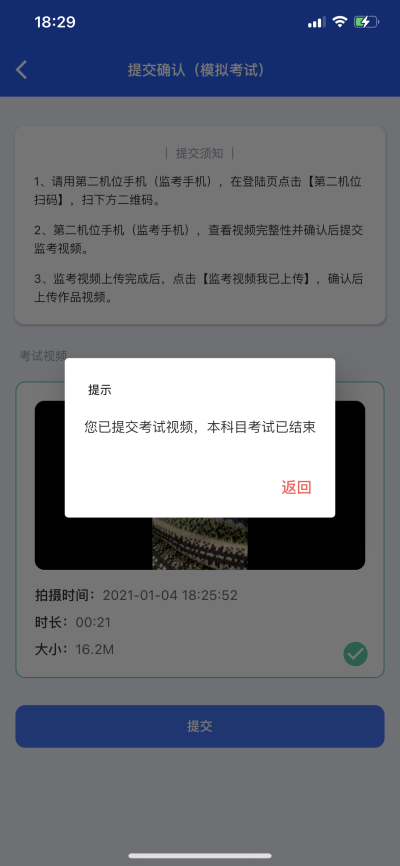 18:29
提交确认（模拟考试）
｜ 提交须知 ｜
1、请用第二机位手机（监考手机），在登陆页点击【第二机位
扫码】，扫下方二维码。
2、第二机位手机（监考手机），查看视频完整性并确认后提交
监考视频。
3、监考视频上传完成后，点击【监考视频我已上传】，确认后
上传作品视频。
考试视频
提示
您已提交考试视频，本科目考试已结束
返回
拍摄时间：2021-01-04 18:25:52
时长：00:21
大小：16.2M
提交